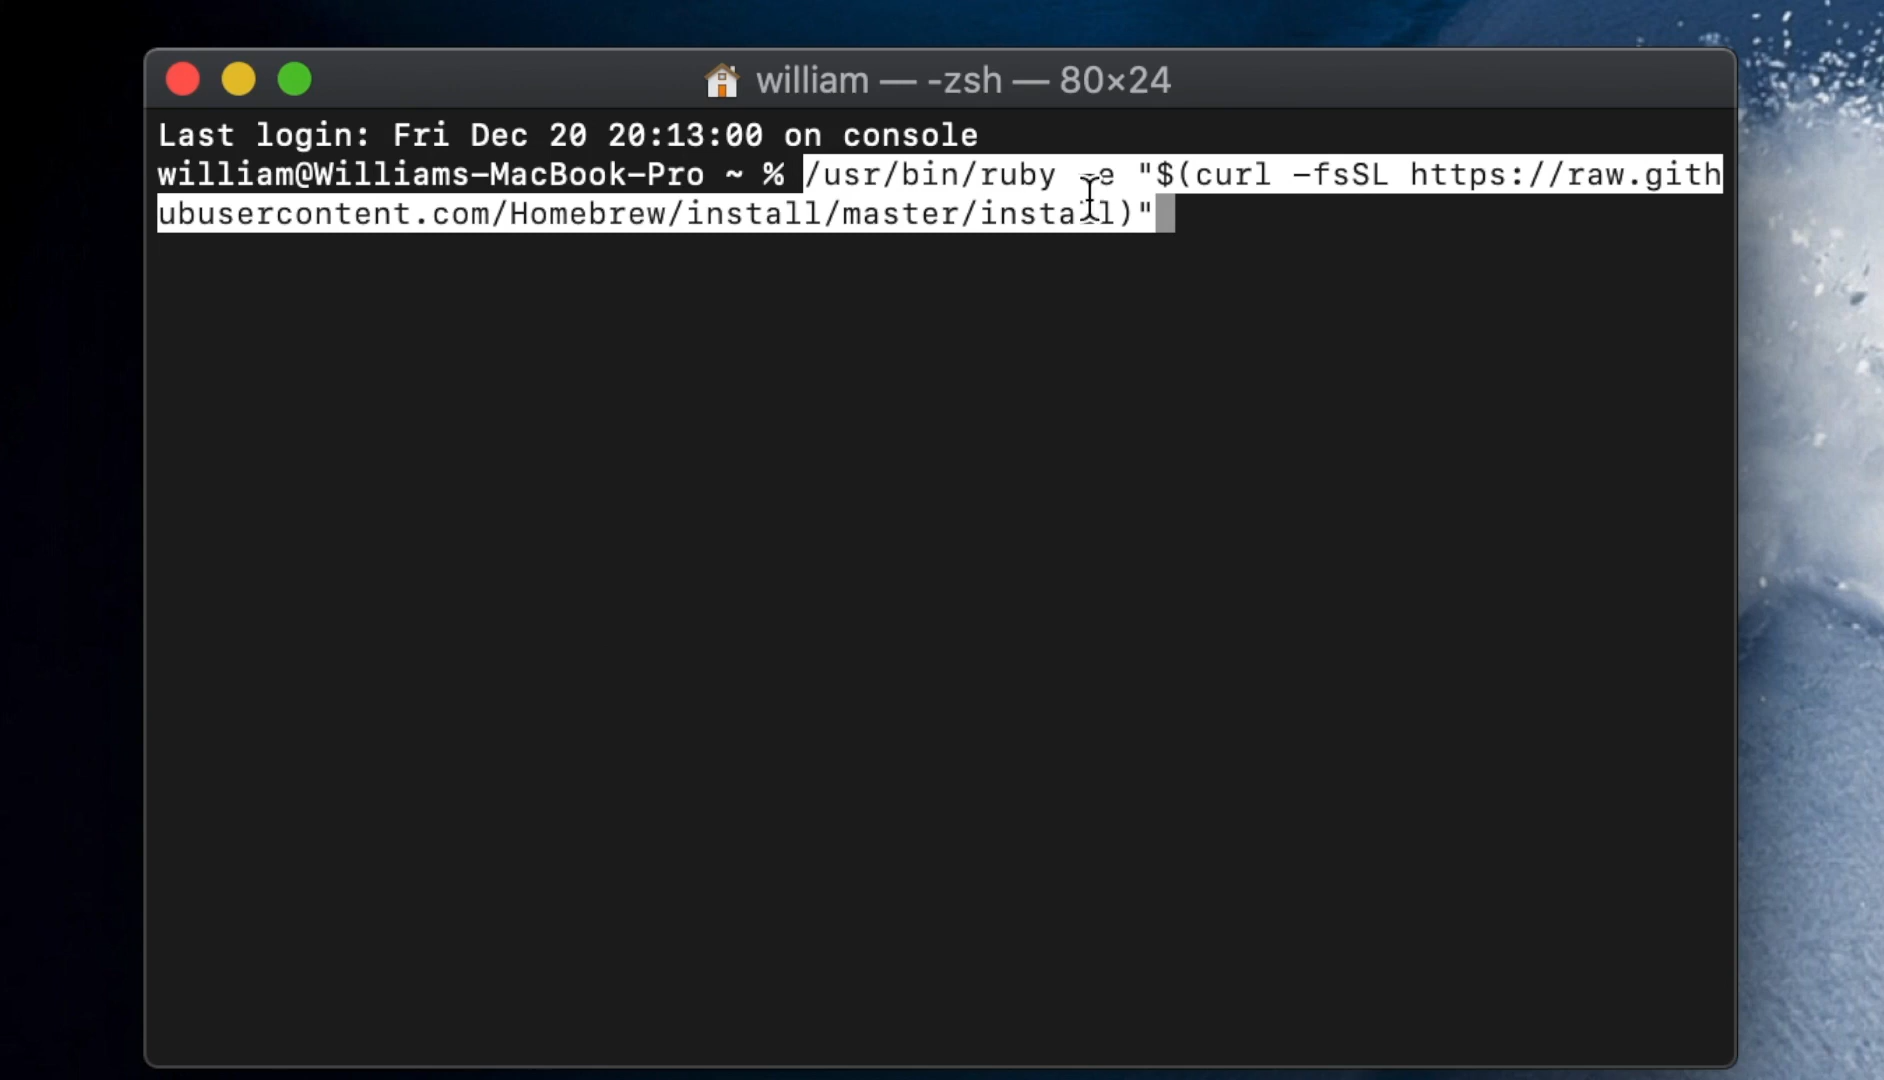 william — -zsh — 80×24
Last login: Fri Dec 20 20:13:00 on console
william@Williams-MacBook-Pro ~ % /usr/bin/ruby -e "$(curl -fsSL https://raw.gith
ubusercontent.com/Homebrew/install/master/install)"